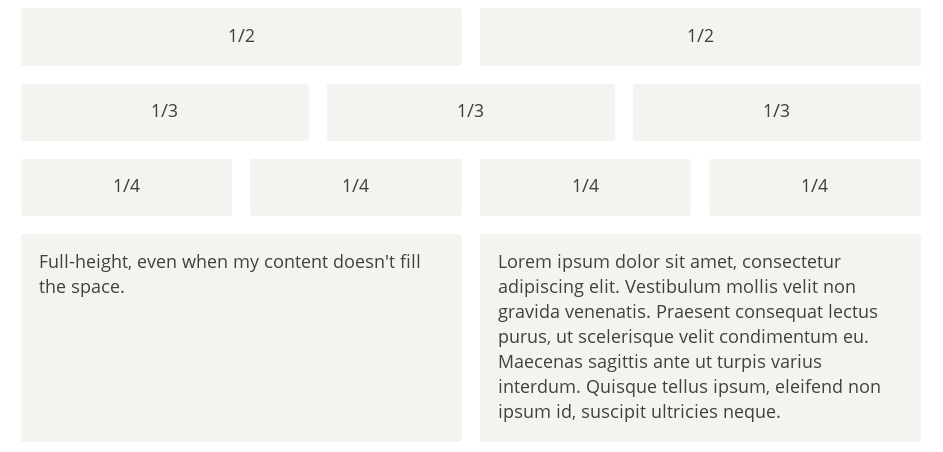 1/2
1/2
1/3
1/3
1/3
1/4
1/4
1/4
1/4
Full-height, even when my content doesn't fill
the space.
Lorem ipsum dolor sit amet, consectetur
adipiscing elit. Vestibulum mollis velit non
gravida venenatis. Praesent consequat lectus
purus, ut scelerisque velit condimentum eu.
Maecenas sagittis ante ut turpis varius
interdum. Quisque tellus ipsum, eleifend non
ipsum id, suscipit ultricies neque.